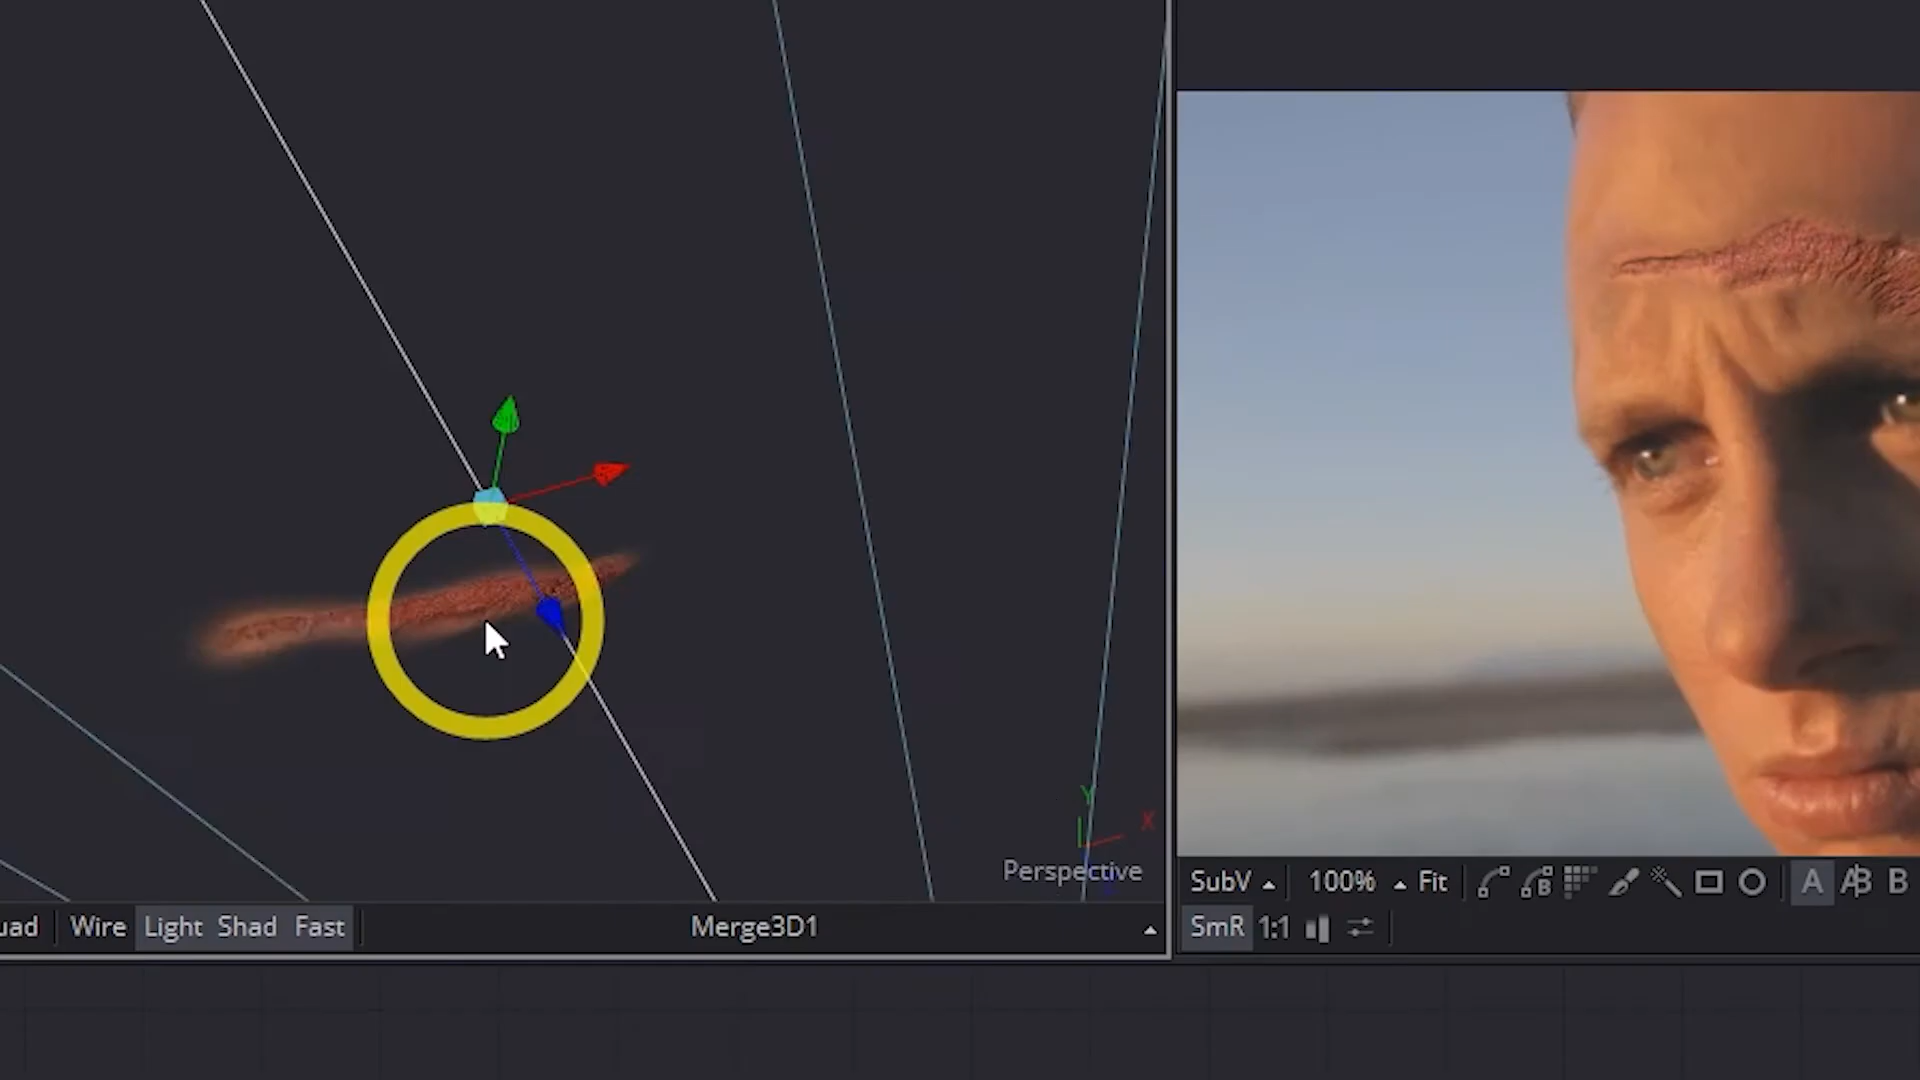 Y
X
Perspective
SubV 100% Fit A B
uad Wire Light Shad Fast Merge3D1
SmR 1:1